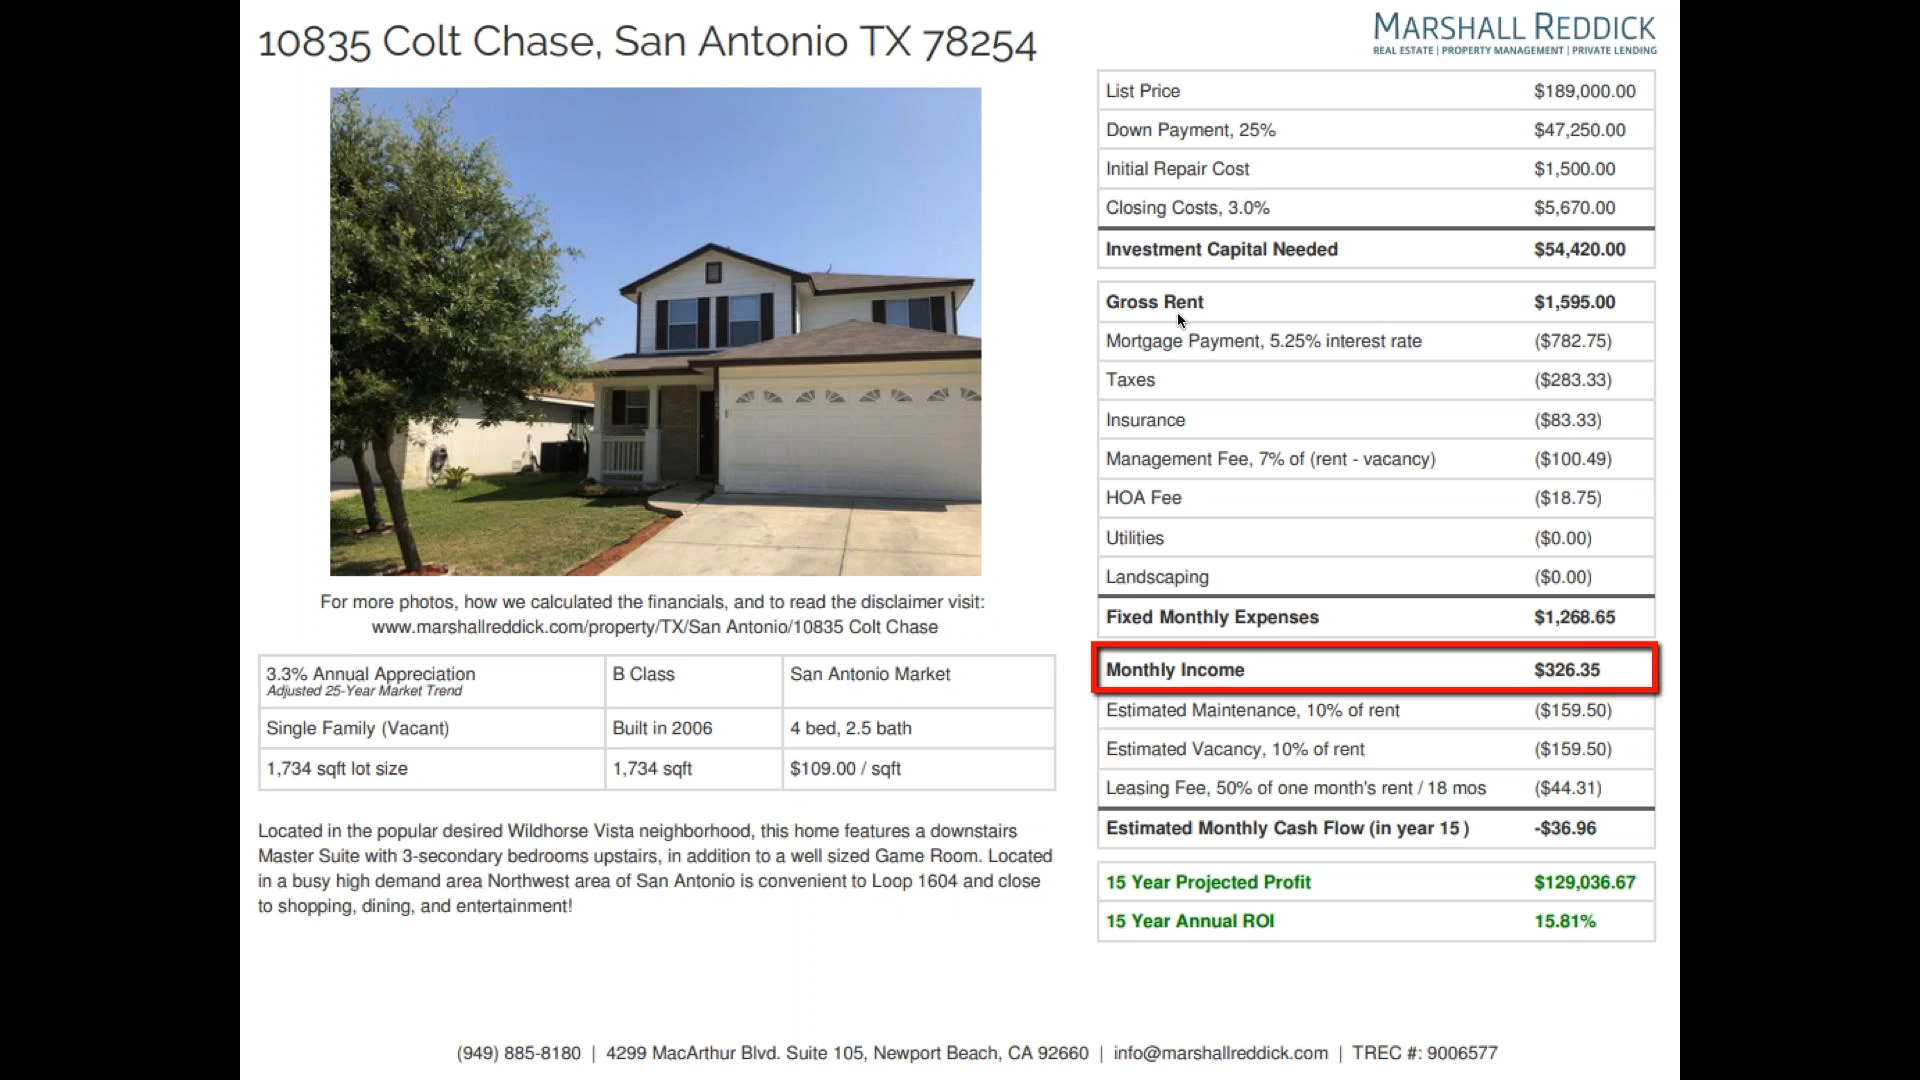 10835 Colt Chase, San Antonio TX 78254
MARSHALL REDDICK
REAL ESTATE | PROPERTY MANAGEMENT | PRIVATE LENDING
For more photos, how we calculated the financials, and to read the disclaimer visit:
www.marshallreddick.com/property/TX/San Antonio/10835 Colt Chase
3.3% Annual Appreciation B Class San Antonio Market
Adjusted 25-Year Market Trend
Single Family (Vacant) Built in 2006 4 bed, 2.5 bath
1,734 sqft lot size 1,734 sqft $109.00 / sqft
Located in the popular desired Wildhorse Vista neighborhood, this home features a downstairs
Master Suite with 3-secondary bedrooms upstairs, in addition to a well sized Game Room. Located
in a busy high demand area Northwest area of San Antonio is convenient to Loop 1604 and close
to shopping, dining, and entertainment!
List Price $189,000.00
Down Payment, 25% $47,250.00
Initial Repair Cost $1,500.00
Closing Costs, 3.0% $5,670.00
Investment Capital Needed $54,420.00
Gross Rent $1,595.00
Mortgage Payment, 5.25% interest rate ($782.75)
Taxes ($283.33)
Insurance ($83.33)
Management Fee, 7% of (rent - vacancy) ($100.49)
HOA Fee ($18.75)
Utilities ($0.00)
Landscaping ($0.00)
Fixed Monthly Expenses $1,268.65
Monthly Income $326.35
Estimated Maintenance, 10% of rent ($159.50)
Estimated Vacancy, 10% of rent ($159.50)
Leasing Fee, 50% of one month's rent / 18 mos ($44.31)
Estimated Monthly Cash Flow (in year 15 ) -$36.96
15 Year Projected Profit $129,036.67
15 Year Annual ROI 15.81%
(949) 885-8180 | 4299 MacArthur Blvd. Suite 105, Newport Beach, CA 92660 | info@marshallreddick.com | TREC #: 9006577